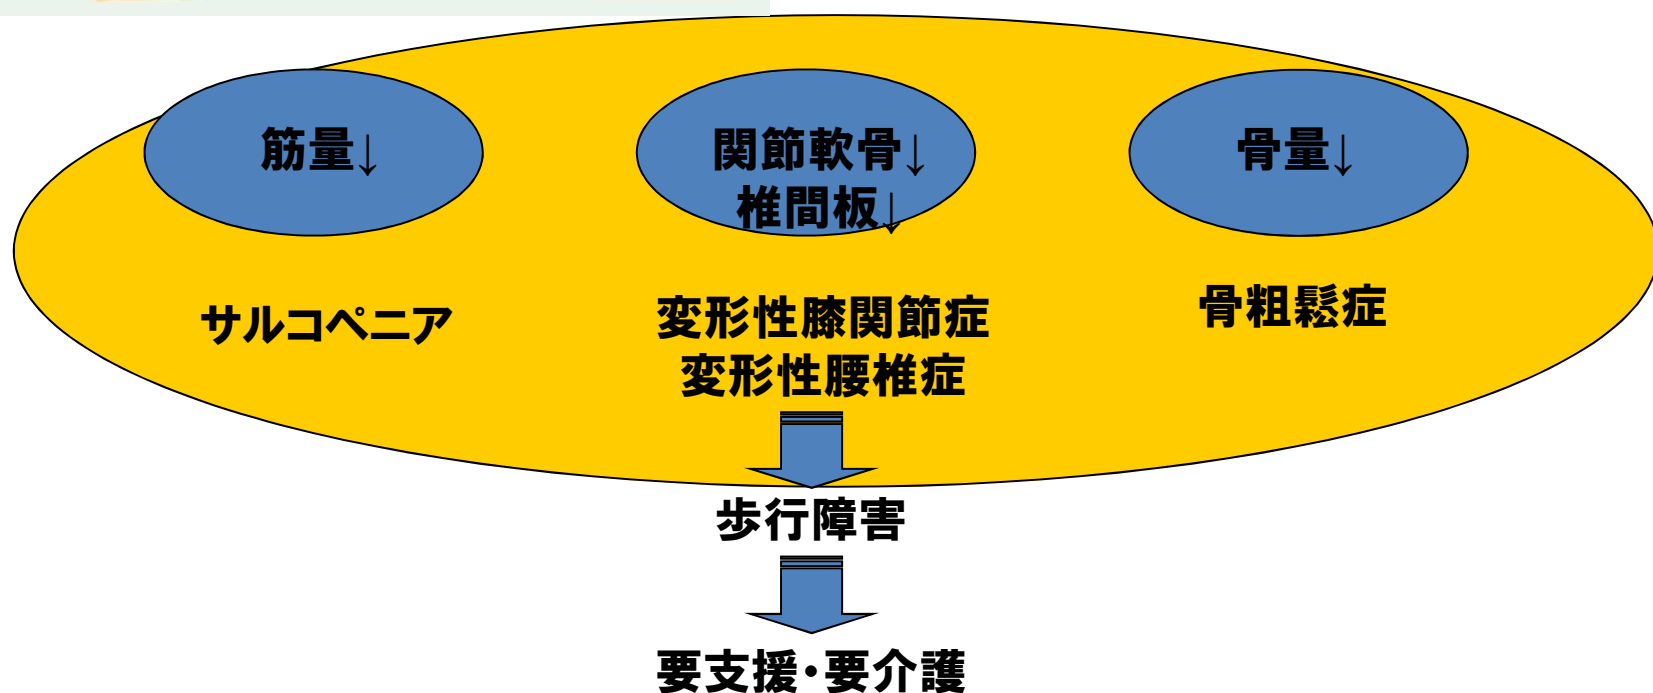 筋量↓
関節軟骨↓
椎間板↓
骨量↓
サルコペニア
変形性膝関節症
変形性腰椎症
骨粗鬆症
歩行障害
要支援・要介護